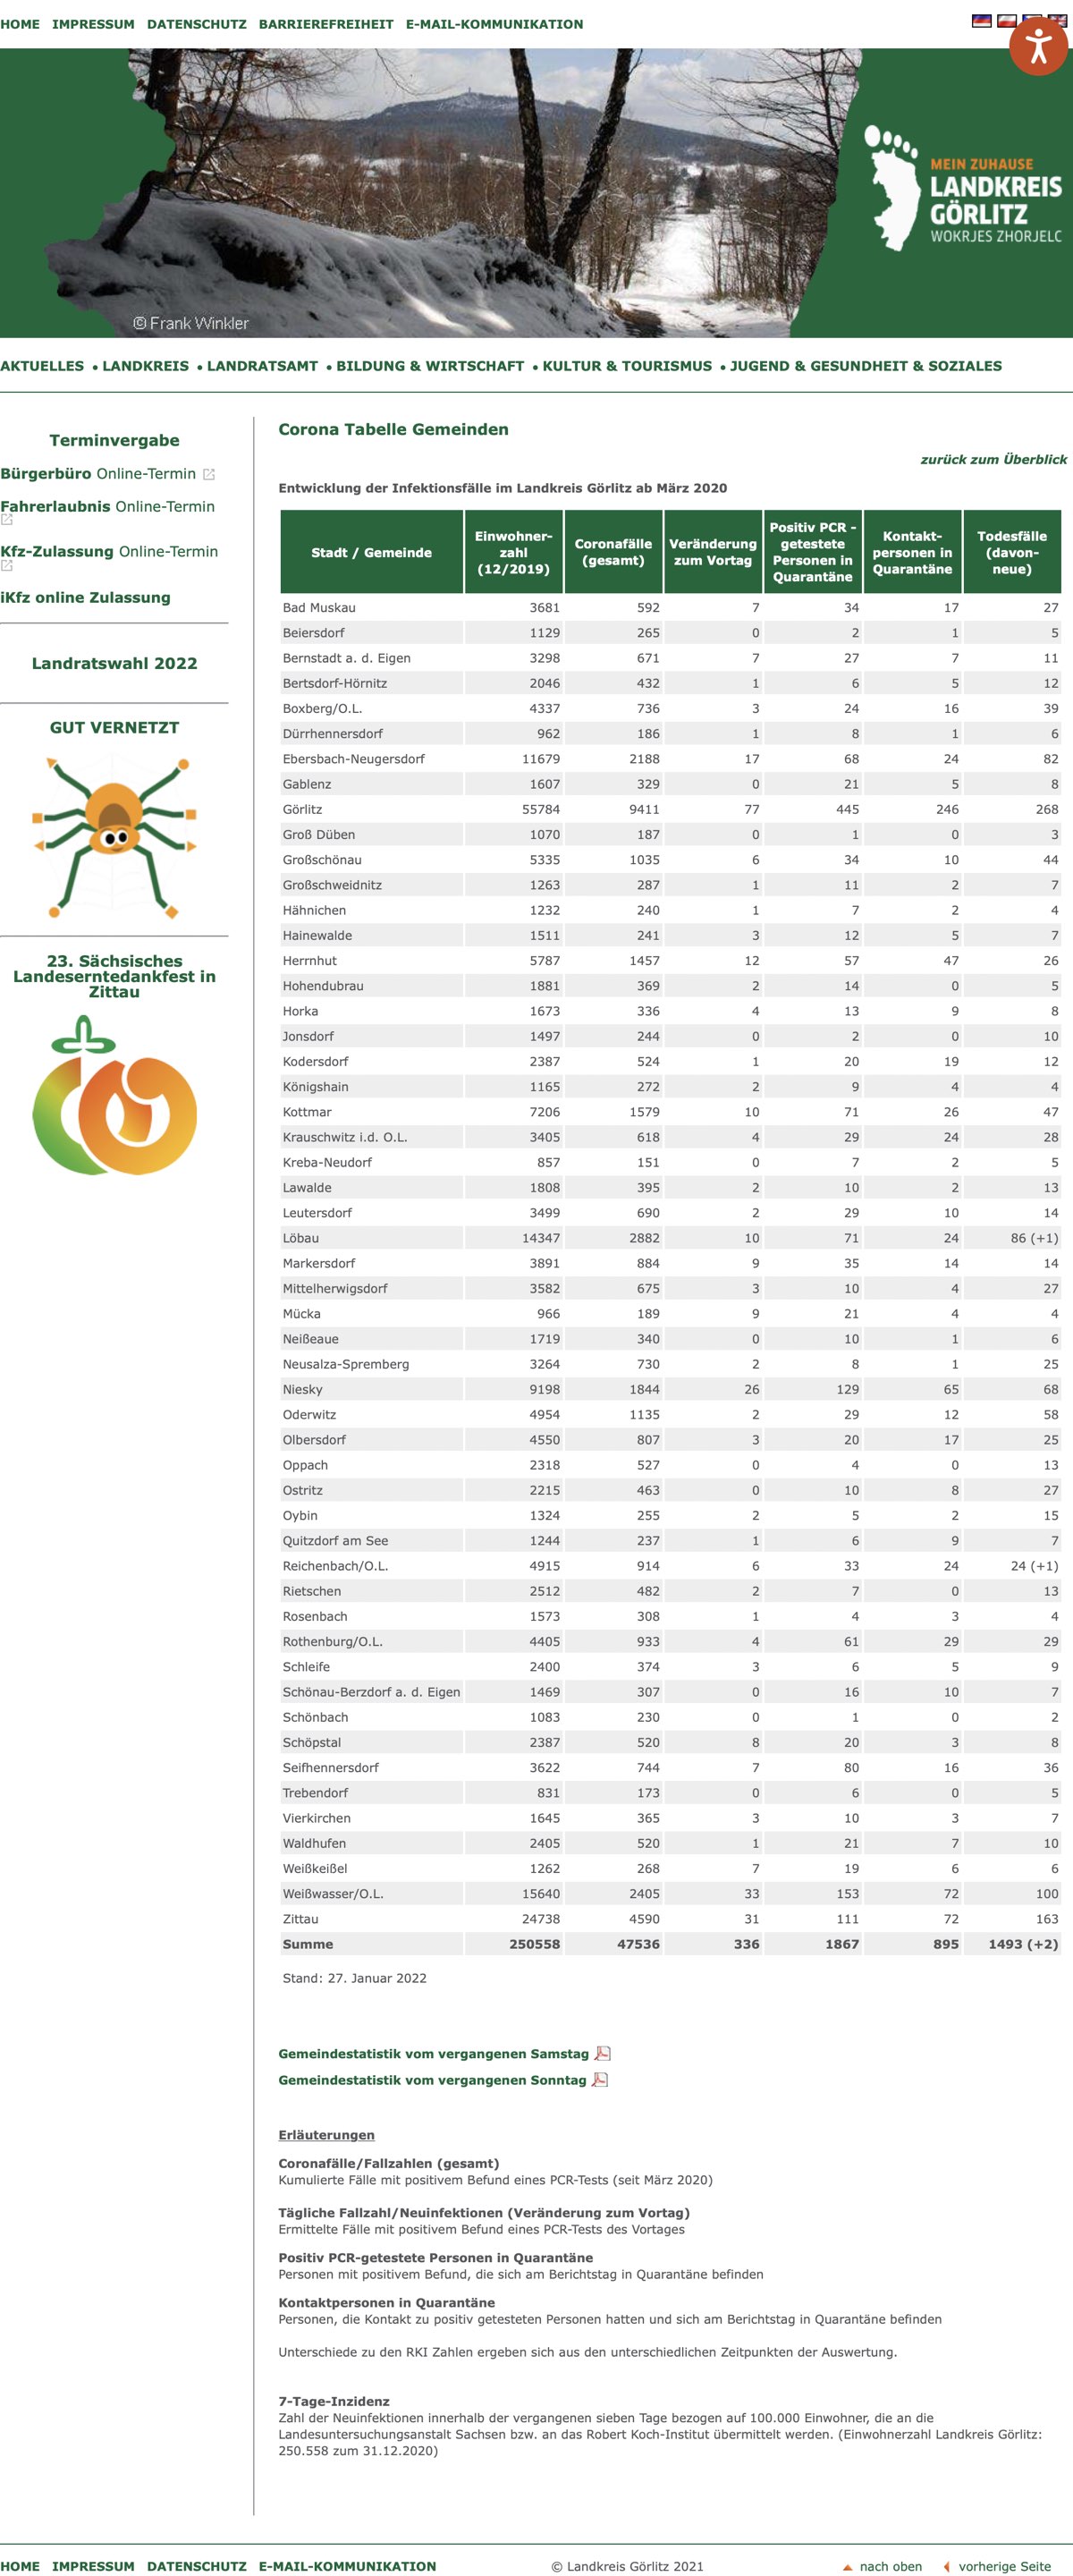 HOME IMPRESSUM DATENSCHUTZ BARRIEREFREIHEIT E-MAIL-KOMMUNIKATION
MEIN ZUHAUSE
LANDKREIS
GÖRLITZ
WOKRJES ZHORJELC
© Frank Winkler
AKTUELLES • LANDKREIS • LANDRATSAMT • BILDUNG & WIRTSCHAFT • KULTUR & TOURISMUS • JUGEND & GESUNDHEIT & SOZIALES
Terminvergabe
Bürgerbüro Online-Termin
Fahrerlaubnis Online-Termin
Kfz-Zulassung Online-Termin
iKfz online Zulassung
Landratswahl 2022
GUT VERNETZT
23. Sächsisches
Landeserntedankfest in
Zittau
Corona Tabelle Gemeinden
zurück zum Überblick
Entwicklung der Infektionsfälle im Landkreis Görlitz ab März 2020
Stadt / Gemeinde Einwohner-zahl (12/2019) Coronafälle (gesamt) Veränderung zum Vortag Positiv PCR - getestete Personen in Quarantäne Kontakt-personen in Quarantäne Todesfälle (davon-neue)
Bad Muskau 3681 592 7 34 17 27
Beiersdorf 1129 265 0 2 1 5
Bernstadt a. d. Eigen 3298 671 7 27 7 11
Bertsdorf-Hörnitz 2046 432 1 6 5 12
Boxberg/O.L. 4337 736 3 24 16 39
Dürrhennersdorf 962 186 1 8 1 6
Ebersbach-Neugersdorf 11679 2188 17 68 24 82
Gablenz 1607 329 0 21 5 8
Görlitz 55784 9411 77 445 246 268
Groß Düben 1070 187 0 1 0 3
Großschönau 5335 1035 6 34 10 44
Großschweidnitz 1263 287 1 11 2 7
Hähnichen 1232 240 1 7 2 4
Hainewalde 1511 241 3 12 5 7
Herrnhut 5787 1457 12 57 47 26
Hohendubrau 1881 369 2 14 0 5
Horka 1673 336 4 13 9 8
Jonsdorf 1497 244 0 2 0 10
Kodersdorf 2387 524 1 20 19 12
Königshain 1165 272 2 9 4 4
Kottmar 7206 1579 10 71 26 47
Krauschwitz i.d. O.L. 3405 618 4 29 24 28
Kreba-Neudorf 857 151 0 7 2 5
Lawalde 1808 395 2 10 2 13
Leutersdorf 3499 690 2 29 10 14
Löbau 14347 2882 10 71 24 86 (+1)
Markersdorf 3891 884 9 35 14 14
Mittelherwigsdorf 3582 675 3 10 4 27
Mücka 966 189 9 21 4 4
Neißeaue 1719 340 0 10 1 6
Neusalza-Spremberg 3264 730 2 8 1 25
Niesky 9198 1844 26 129 65 68
Oderwitz 4954 1135 2 29 12 58
Olbersdorf 4550 807 3 20 17 25
Oppach 2318 527 0 4 0 13
Ostritz 2215 463 0 10 8 27
Oybin 1324 255 2 5 2 15
Quitzdorf am See 1244 237 1 6 9 7
Reichenbach/O.L. 4915 914 6 33 24 24 (+1)
Rietschen 2512 482 2 7 0 13
Rosenbach 1573 308 1 4 3 4
Rothenburg/O.L. 4405 933 4 61 29 29
Schleife 2400 374 3 6 5 9
Schönau-Berzdorf a. d. Eigen 1469 307 0 16 10 7
Schönbach 1083 230 0 1 0 2
Schöpstal 2387 520 8 20 3 8
Seifhennersdorf 3622 744 7 80 16 36
Trebendorf 831 173 0 6 0 5
Vierkirchen 1645 365 3 10 3 7
Waldhufen 2405 520 1 21 7 10
Weißkeißel 1262 268 7 19 6 6
Weißwasser/O.L. 15640 2405 33 153 72 100
Zittau 24738 4590 31 111 72 163
Summe 250558 47536 336 1867 895 1493 (+2)
Stand: 27. Januar 2022
Gemeindestatistik vom vergangenen Samstag
Gemeindestatistik vom vergangenen Sonntag
Erläuterungen
Coronafälle/Fallzahlen (gesamt)
Kumulierte Fälle mit positivem Befund eines PCR-Tests (seit März 2020)
Tägliche Fallzahl/Neuinfektionen (Veränderung zum Vortag)
Ermittelte Fälle mit positivem Befund eines PCR-Tests des Vortages
Positiv PCR-getestete Personen in Quarantäne
Personen mit positivem Befund, die sich am Berichtstag in Quarantäne befinden
Kontaktpersonen in Quarantäne
Personen, die Kontakt zu positiv getesteten Personen hatten und sich am Berichtstag in Quarantäne befinden
Unterschiede zu den RKI Zahlen ergeben sich aus den unterschiedlichen Zeitpunkten der Auswertung.
7-Tage-Inzidenz
Zahl der Neuinfektionen innerhalb der vergangenen sieben Tage bezogen auf 100.000 Einwohner, die an die
Landesuntersuchungsanstalt Sachsen bzw. an das Robert Koch-Institut übermittelt werden. (Einwohnerzahl Landkreis Görlitz:
250.558 zum 31.12.2020)
HOME IMPRESSUM DATENSCHUTZ E-MAIL-KOMMUNIKATION © Landkreis Görlitz 2021 nach oben vorherige Seite